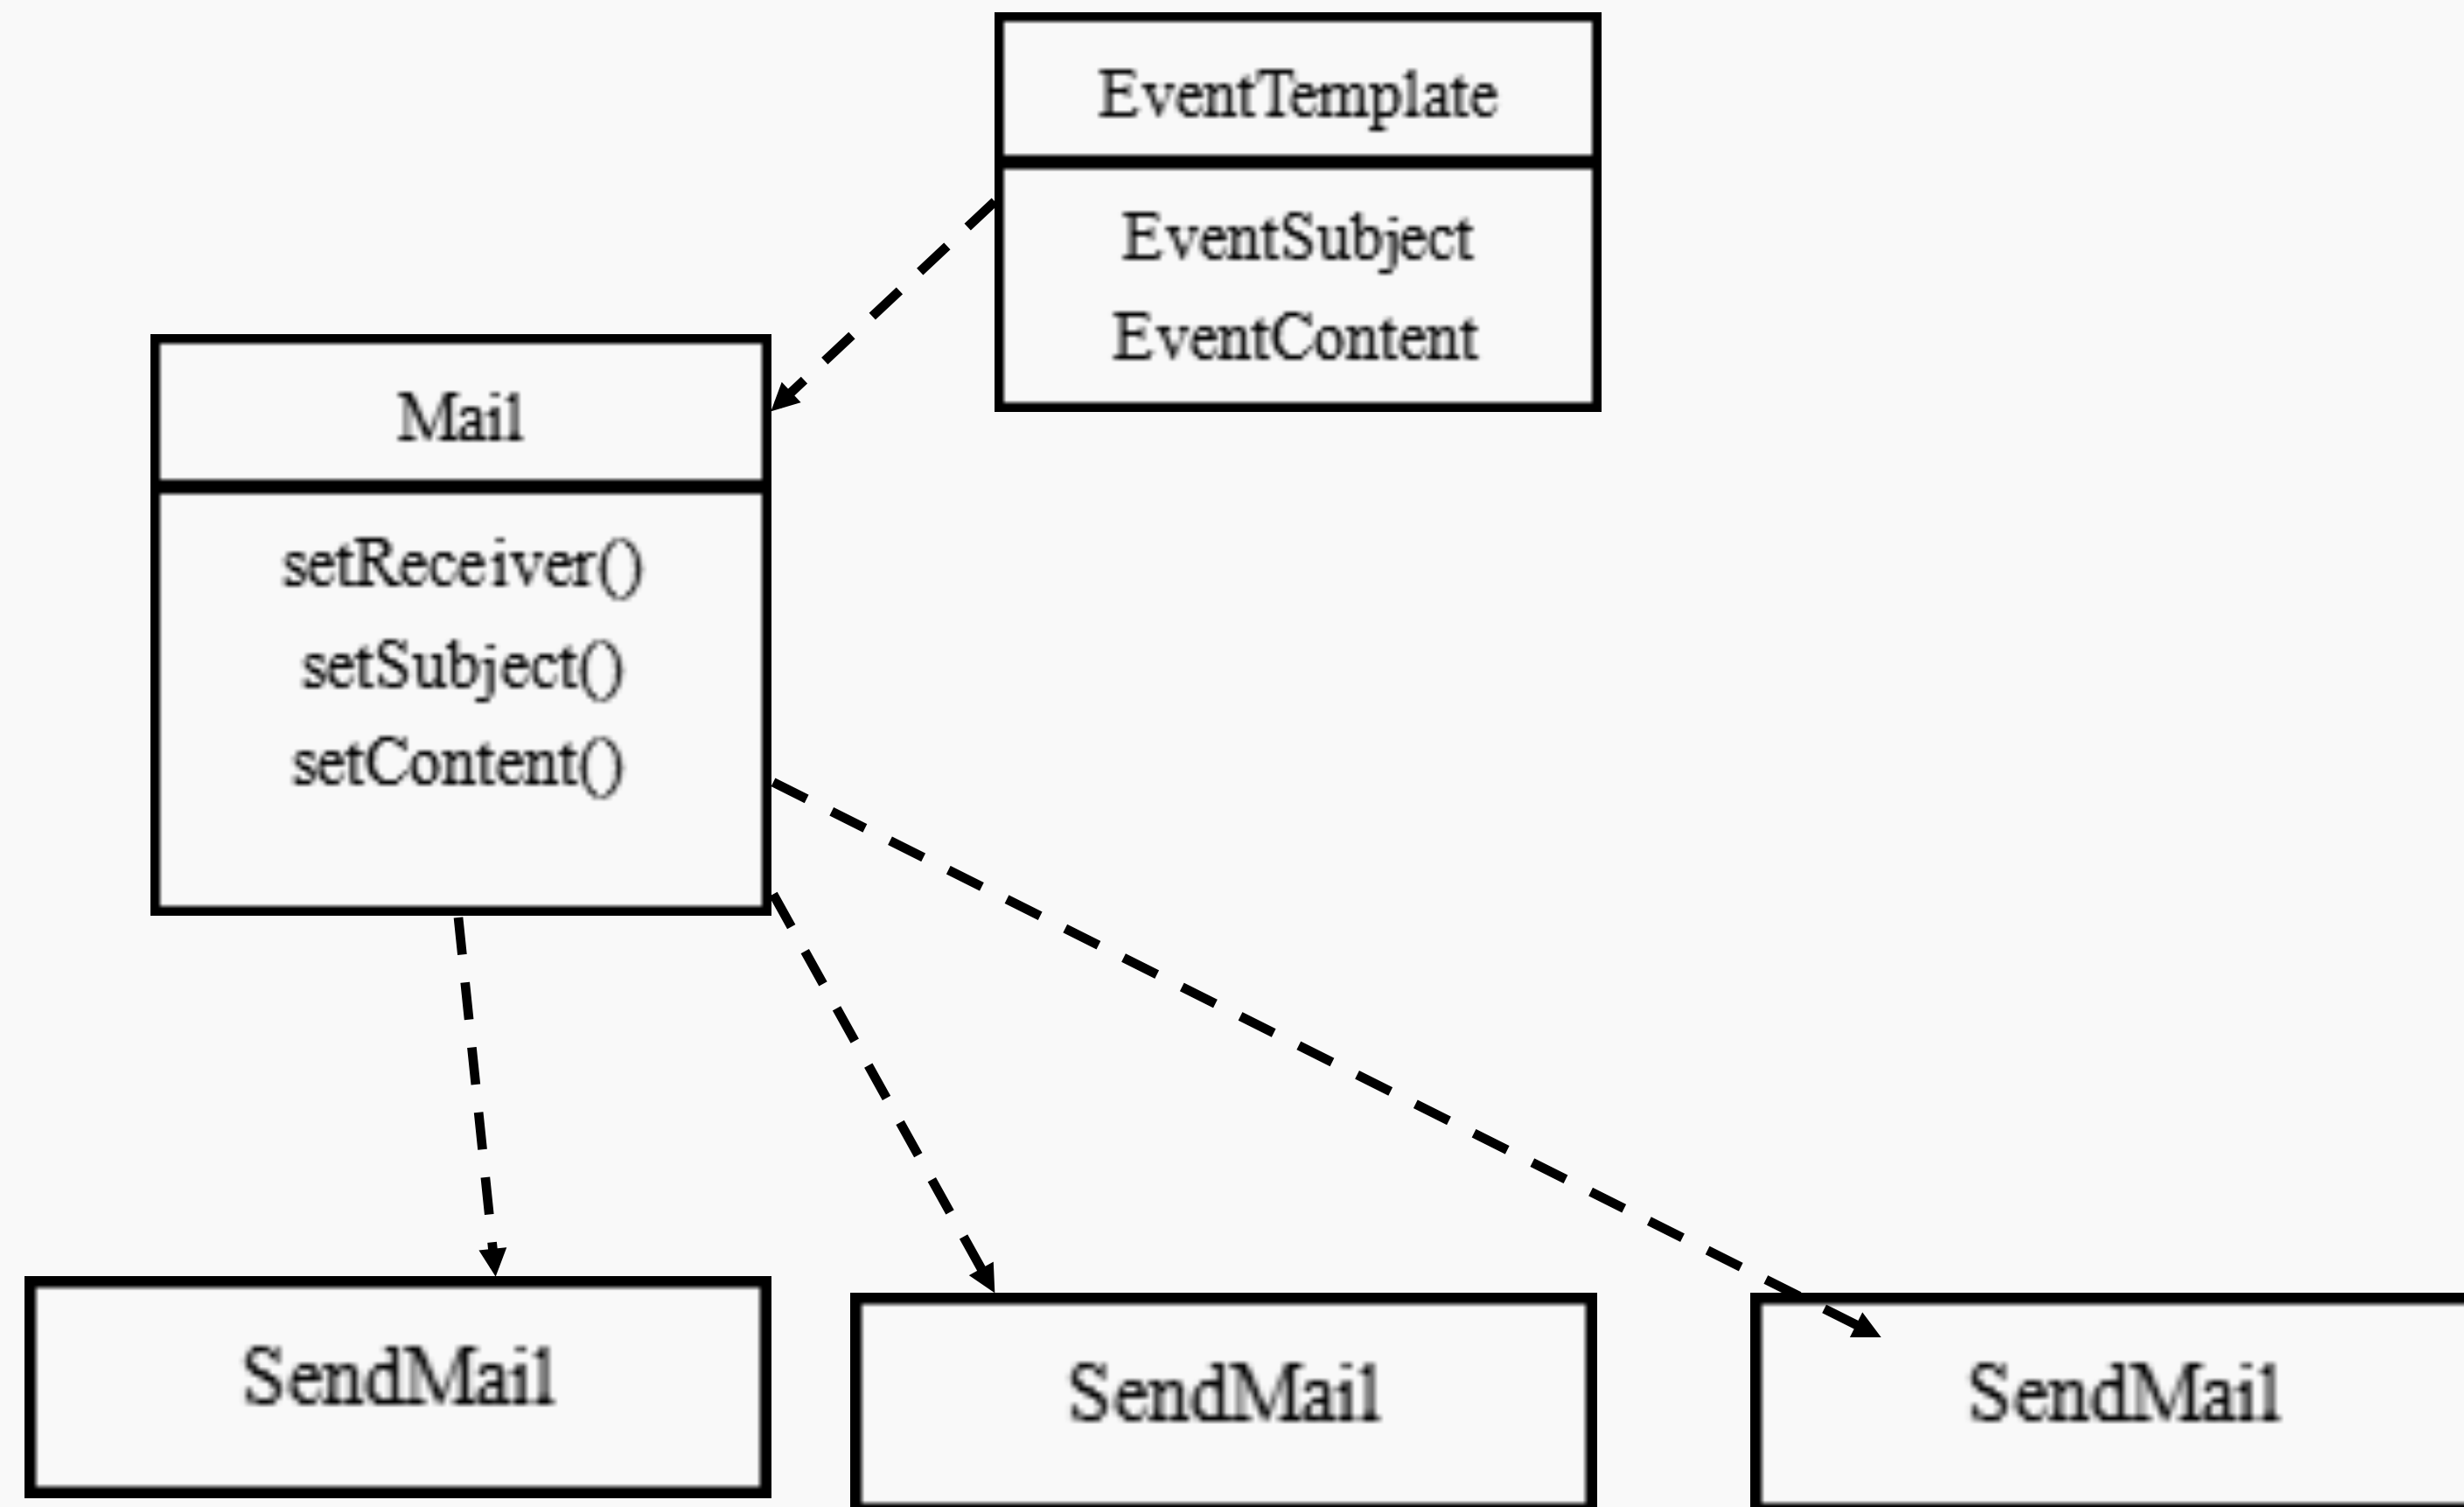 EventTemplate
EventSubject
EventContent
Mail
setReceiver()
setSubject()
setContent()
SendMail
SendMail
SendMail